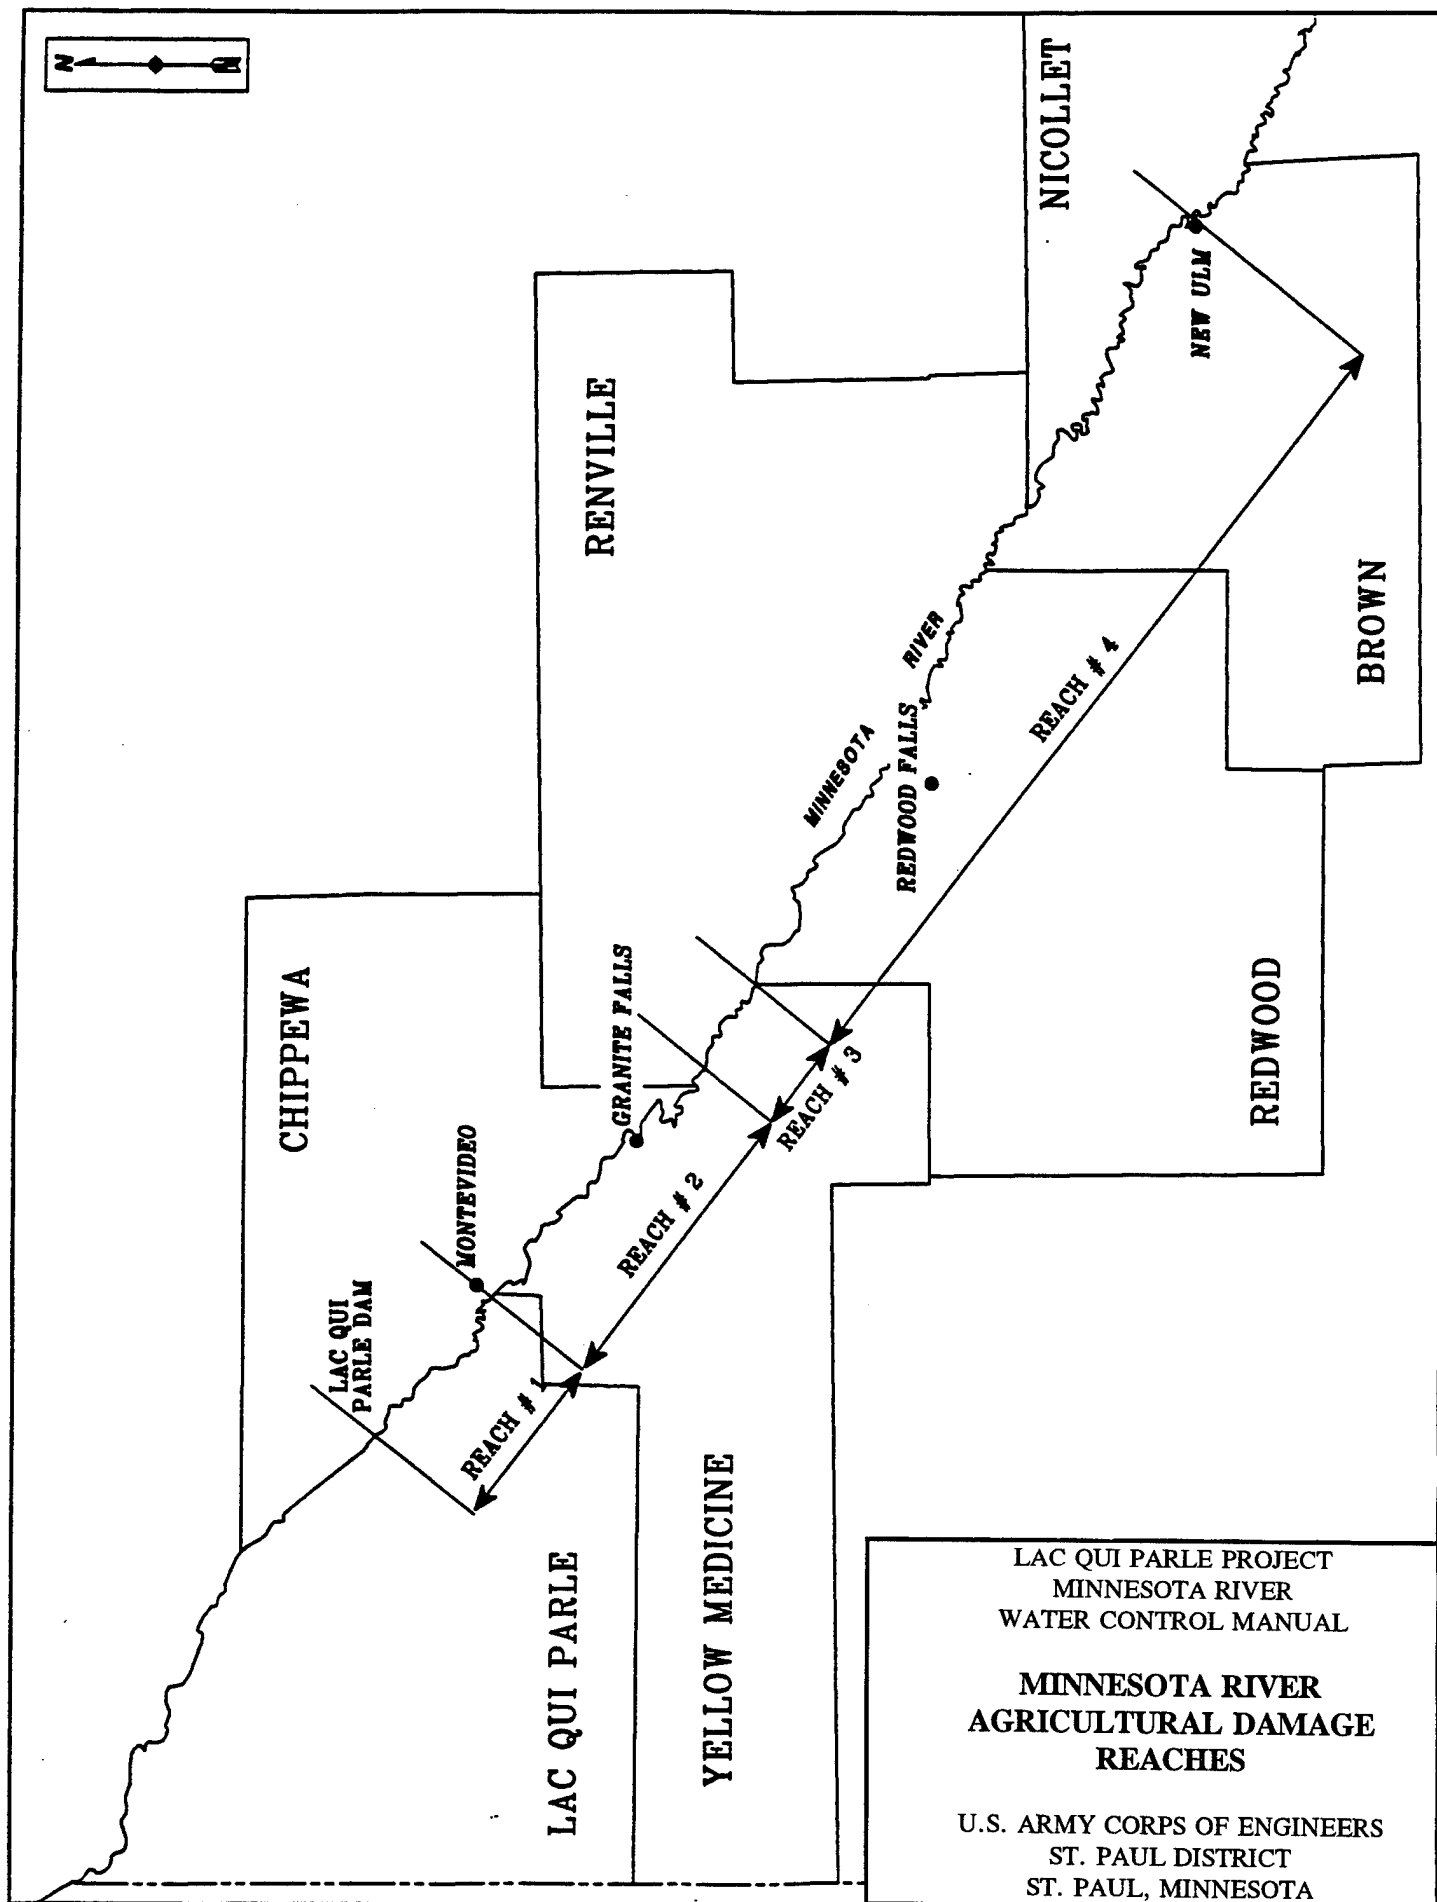 N
NICOLLET
RENVILLE
NEW ULM
CHIPPEWA
GRANITE FALLS
MINNESOTA
RIVER
REDWOOD FALLS
REACH # 4
BROWN
MONTEVIDEO
LAC QUI
PARLE DAM
REACH # 1
REACH # 2
REACH # 3
REDWOOD
LAC QUI PARLE
YELLOW MEDICINE
LAC QUI PARLE PROJECT
MINNESOTA RIVER
WATER CONTROL MANUAL
MINNESOTA RIVER
AGRICULTURAL DAMAGE
REACHES
U.S. ARMY CORPS OF ENGINEERS
ST. PAUL DISTRICT
ST. PAUL, MINNESOTA